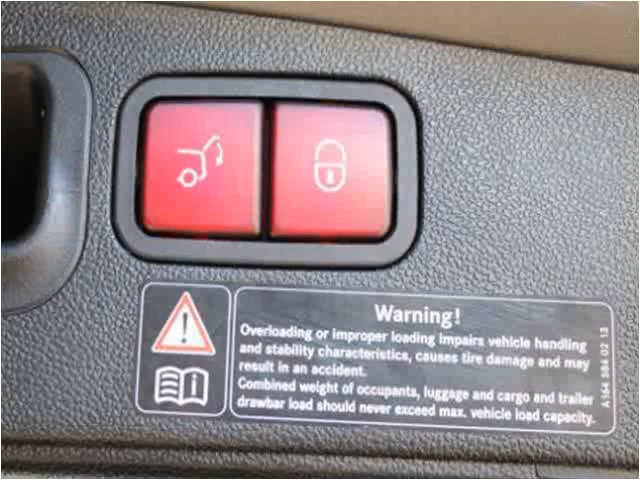 Warning!
Overloading or improper loading impairs vehicle handling
and stability characteristics, causes tire damage and may
result in an accident.
Combined weight of occupants, luggage and cargo and trailer
drawbar load should never exceed max. vehicle load capacity.
A 164 584 02 13